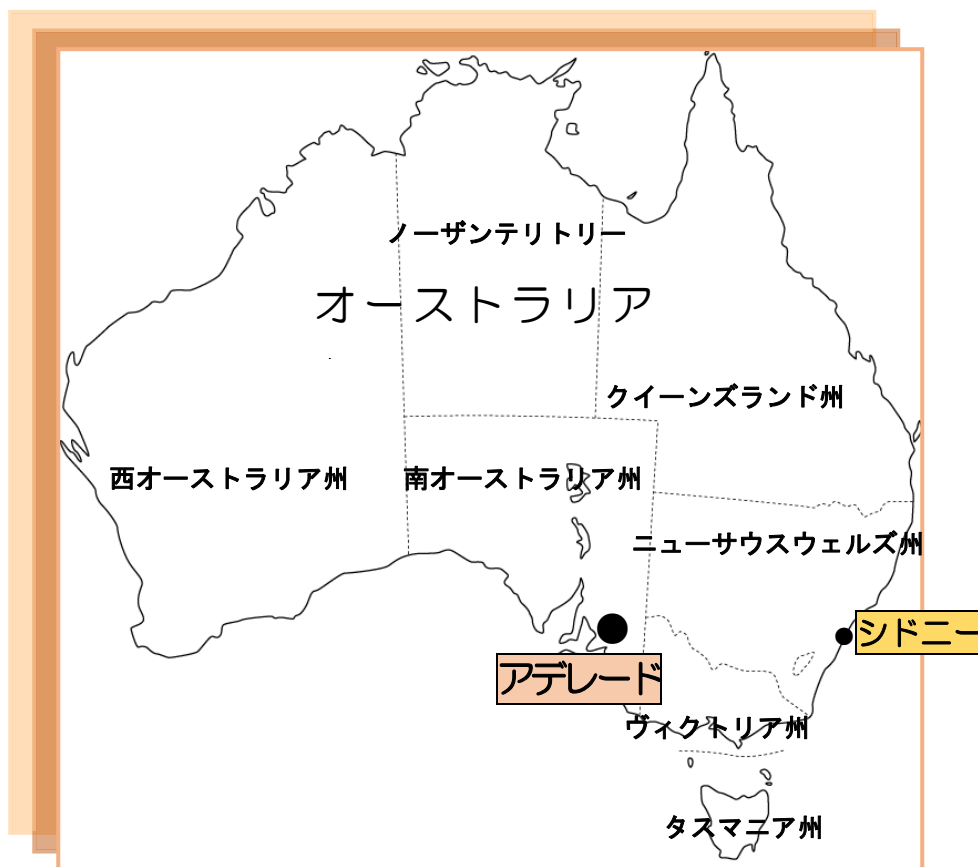 ノーザンテリトリー
オーストラリア
クイーンズランド州
西オーストラリア州
南オーストラリア州
ニューサウスウェルズ州
シドニー
アデレード
ヴィクトリア州
タスマニア州